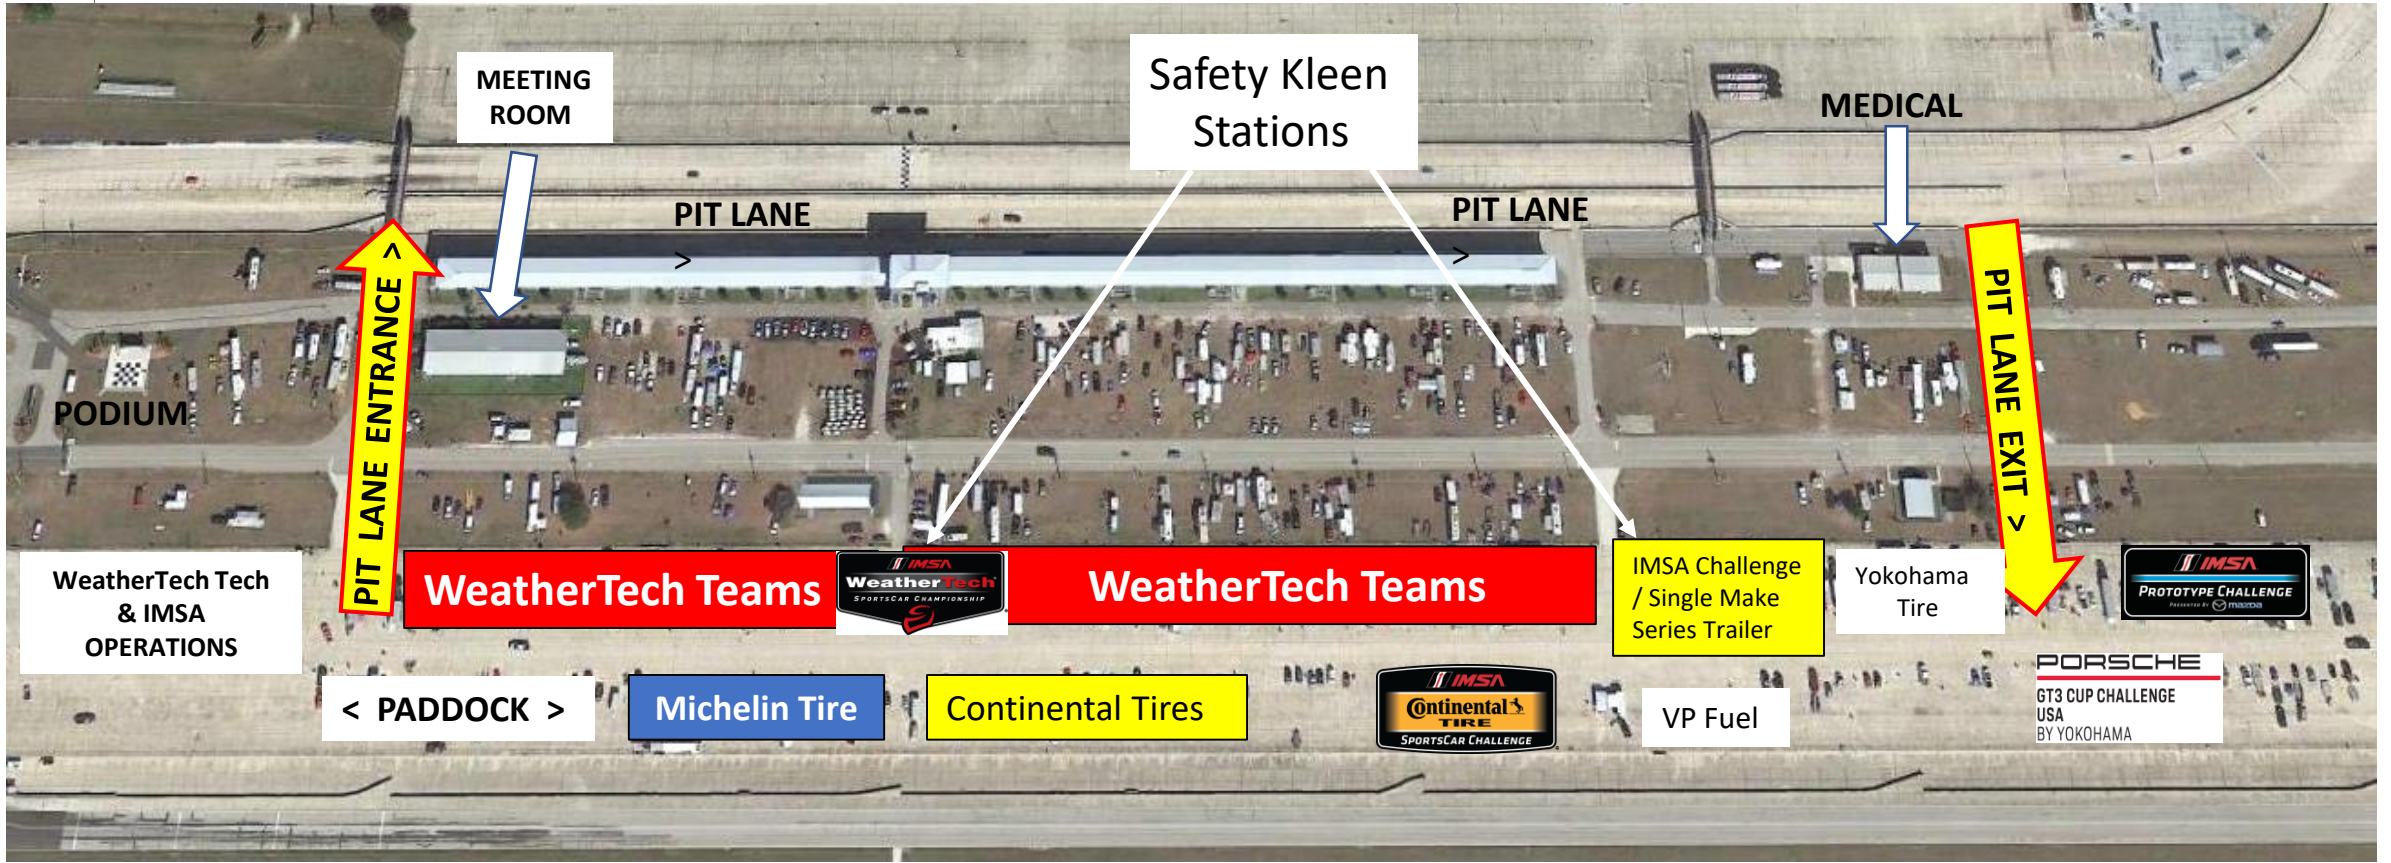 MEETING
ROOM
Safety Kleen
Stations
MEDICAL
PIT LANE
>
PIT LANE
>
PIT LANE ENTRANCE >
PIT LANE EXIT >
PODIUM
WeatherTech Tech
& IMSA
OPERATIONS
WeatherTech Teams
IMSA
WeatherTech
SPORTSCAR CHAMPIONSHIP
WeatherTech Teams
IMSA Challenge
/ Single Make
Series Trailer
Yokohama
Tire
IMSA
PROTOTYPE CHALLENGE
PRESENTED BY mazda
< PADDOCK >
Michelin Tire
Continental Tires
IMSA
Continental
TIRE
SPORTSCAR CHALLENGE
VP Fuel
PORSCHE
GT3 CUP CHALLENGE
USA
BY YOKOHAMA